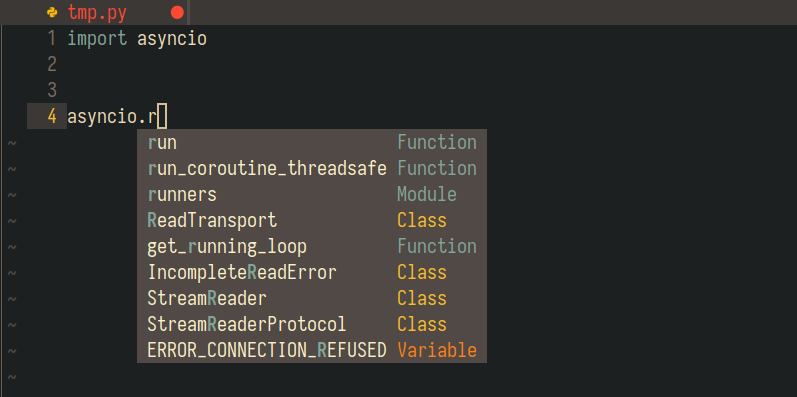 tmp.py
1 import asyncio
2
3
4 asyncio.r
~ run Function
~ run_coroutine_threadsafe Function
~ runners Module
~ ReadTransport Class
~ get_running_loop Function
~ IncompleteReadError Class
~ StreamReader Class
~ StreamReaderProtocol Class
~ ERROR_CONNECTION_REFUSED Variable
~